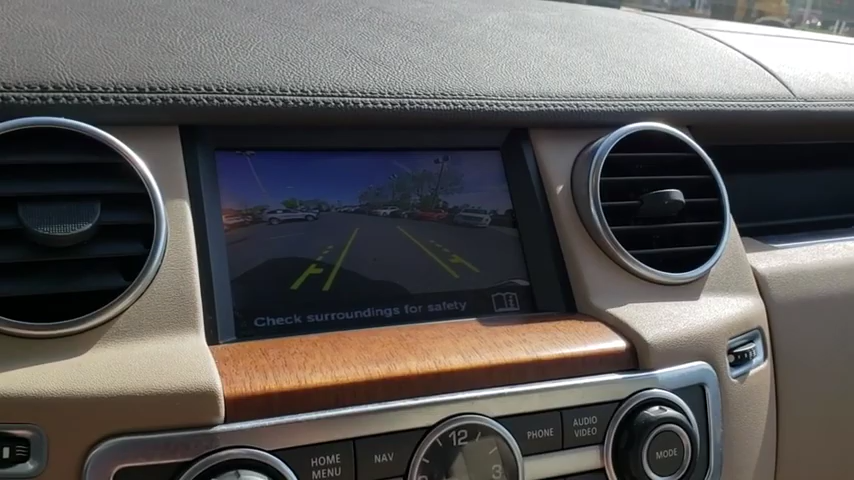 Check surroundings for safety
HOME
MENU
NAV
12
3
PHONE
AUDIO
VIDEO
MODE